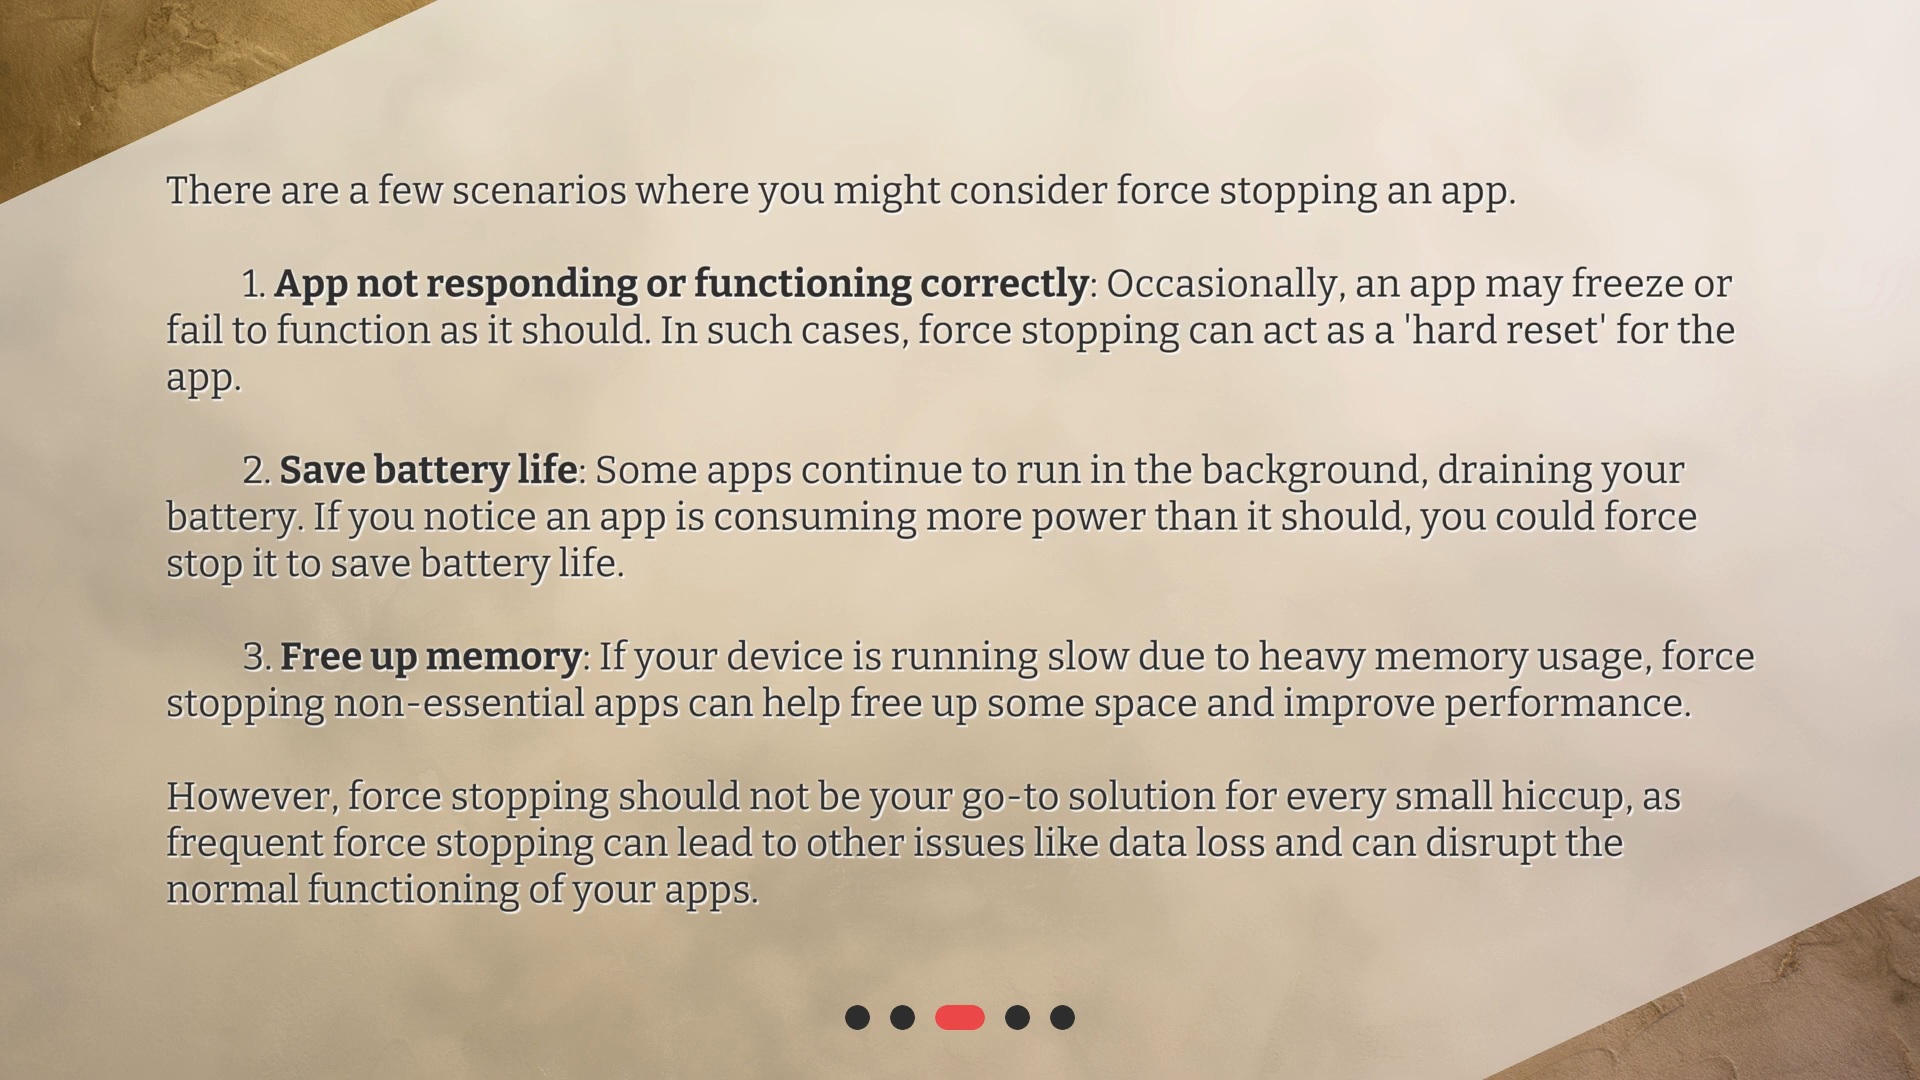 There are a few scenarios where you might consider force stopping an app.
1. App not responding or functioning correctly: Occasionally, an app may freeze or
fail to function as it should. In such cases, force stopping can act as a 'hard reset' for the
app.
2. Save battery life: Some apps continue to run in the background, draining your
battery. If you notice an app is consuming more power than it should, you could force
stop it to save battery life.
3. Free up memory: If your device is running slow due to heavy memory usage, force
stopping non-essential apps can help free up some space and improve performance.
However, force stopping should not be your go-to solution for every small hiccup, as
frequent force stopping can lead to other issues like data loss and can disrupt the
normal functioning of your apps.